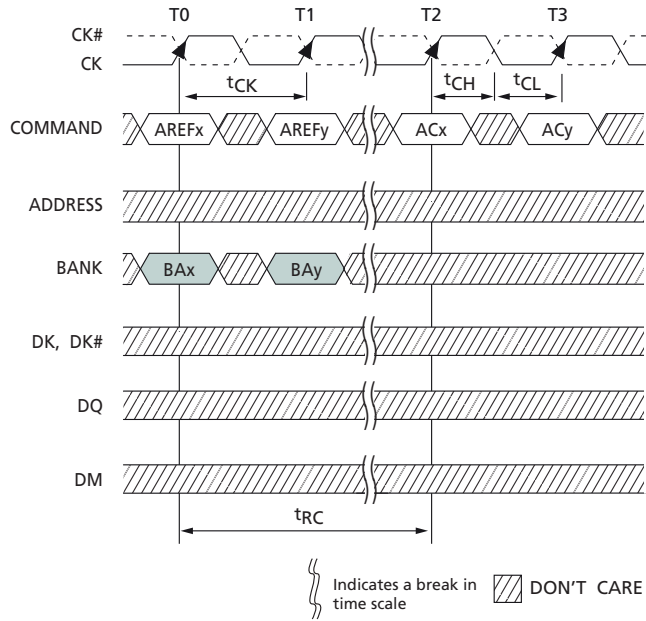 T0 T1 T2 T3
CK#
CK
tCK tCH tCL
COMMAND AREFx AREFy ACx ACy
ADDRESS
BANK BAx BAy
DK, DK#
DQ
DM
tRC
Indicates a break in
time scale
DON'T CARE